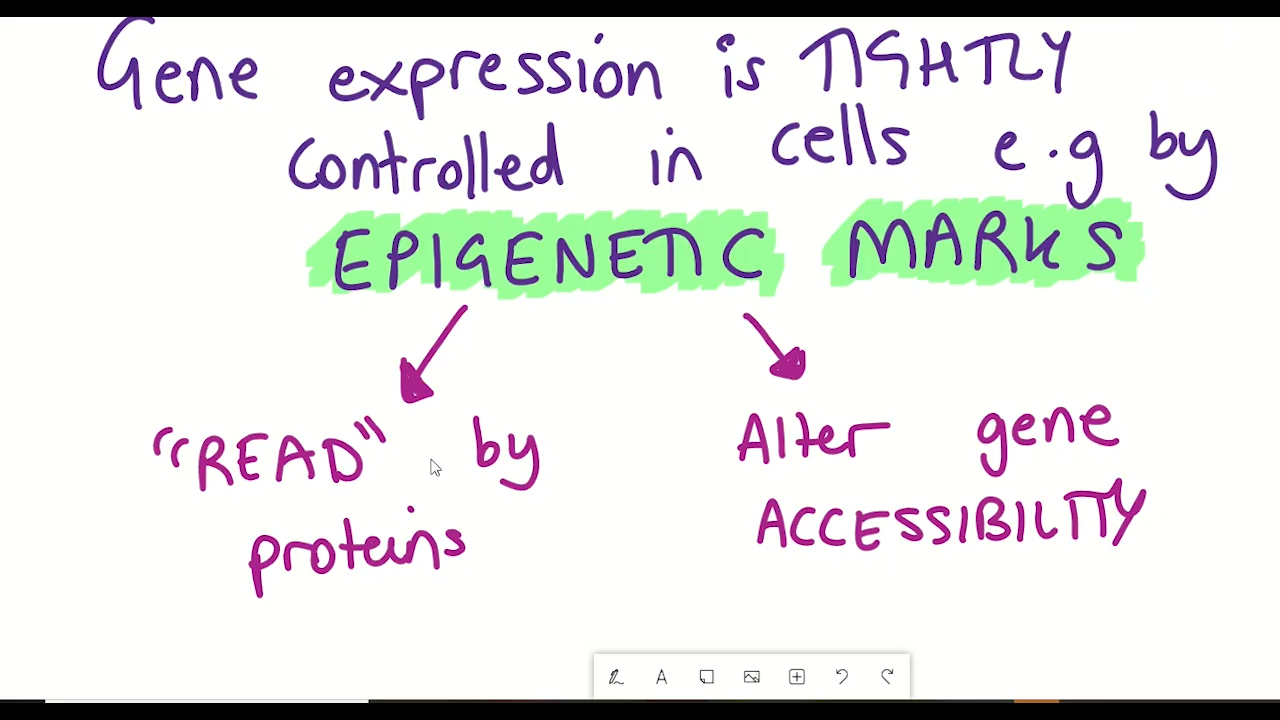 Gene expression is TIGHTLY
controlled in cells e.g by
EPIGENETIC MARKS
"READ" by
proteins
Alter gene
ACCESSIBILITY
A